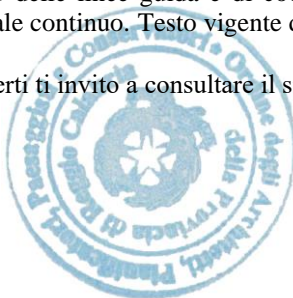 delle linee guida e di co
ale continuo. Testo vigente d
erti ti invito a consultare il s
Ordine degli Architetti, Pianificatori, Paesaggisti e Conservatori
della Provincia di Reggio Calabria